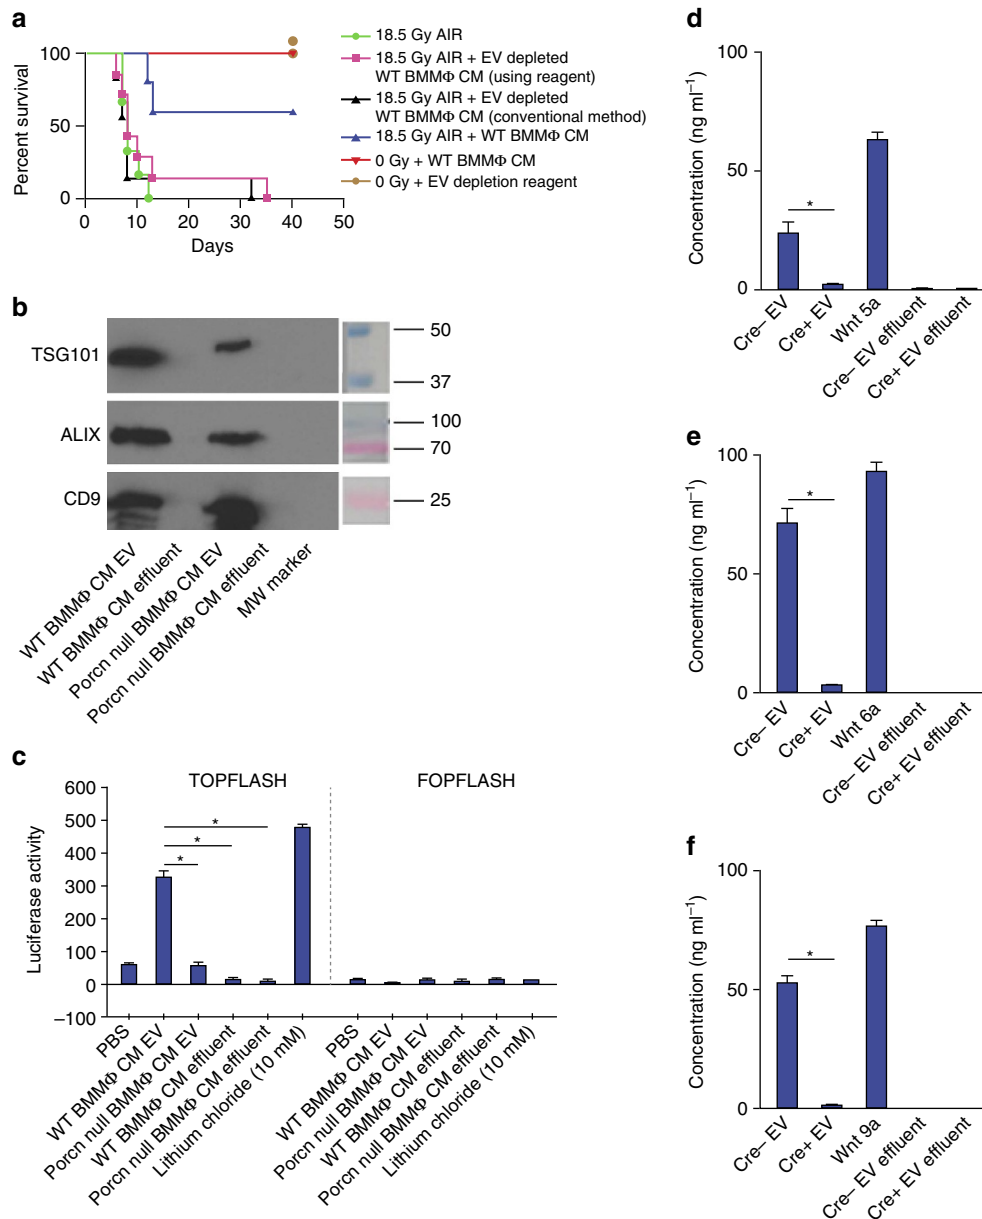 a
Percent survival
100
50
0
0
10
20
30
40
50
Days
18.5 Gy AIR
18.5 Gy AIR + EV depleted
WT BMMΦ CM (using reagent)
18.5 Gy AIR + EV depleted
WT BMMΦ CM (conventional method)
18.5 Gy AIR + WT BMMΦ CM
0 Gy + WT BMMΦ CM
0 Gy + EV depletion reagent
b
TSG101
50
37
ALIX
100
70
CD9
25
WT BMMΦ CM EV
WT BMMΦ CM effluent
Porcn null BMMΦ CM EV
Porcn null BMMΦ CM effluent
MW marker
c
TOPFLASH
FOPFLASH
Luciferase activity
600
500
400
300
200
100
0
−100
*
*
*
PBS
WT BMMΦ CM EV
Porcn null BMMΦ CM EV
WT BMMΦ CM effluent
Porcn null BMMΦ CM effluent
Lithium chloride (10 mM)
PBS
WT BMMΦ CM EV
Porcn null BMMΦ CM EV
WT BMMΦ CM effluent
Porcn null BMMΦ CM effluent
Lithium chloride (10 mM)
d
Concentration (ng ml⁻¹)
100
50
0
*
Cre− EV
Cre+ EV
Wnt 5a
Cre− EV effluent
Cre+ EV effluent
e
Concentration (ng ml⁻¹)
100
50
0
*
Cre− EV
Cre+ EV
Wnt 6a
Cre− EV effluent
Cre+ EV effluent
f
Concentration (ng ml⁻¹)
100
50
0
*
Cre− EV
Cre+ EV
Wnt 9a
Cre− EV effluent
Cre+ EV effluent